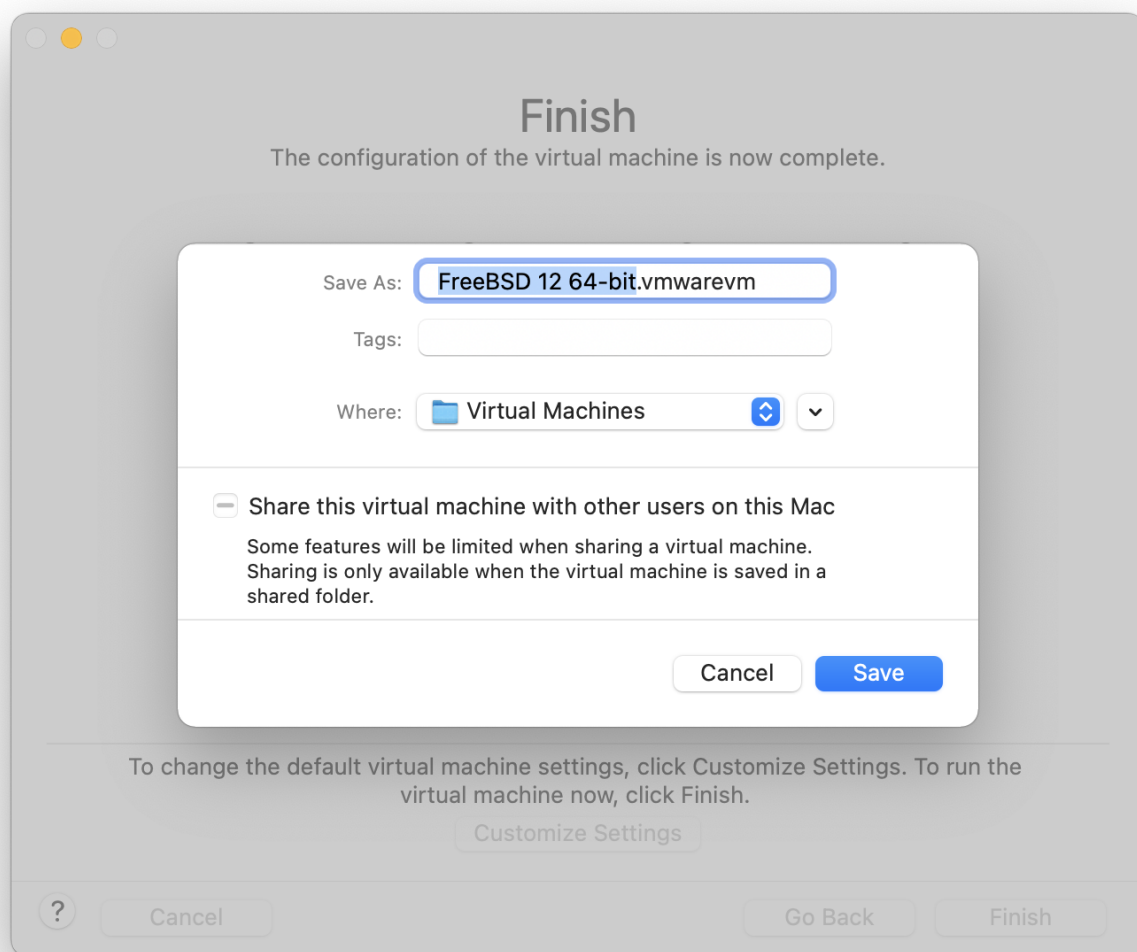 Finish
The configuration of the virtual machine is now complete.
Save As: FreeBSD 12 64-bit.vmwarevm
Tags:
Where: Virtual Machines
Share this virtual machine with other users on this Mac
Some features will be limited when sharing a virtual machine.
Sharing is only available when the virtual machine is saved in a
shared folder.
Cancel Save
To change the default virtual machine settings, click Customize Settings. To run the
virtual machine now, click Finish.
Customize Settings
? Cancel Go Back Finish